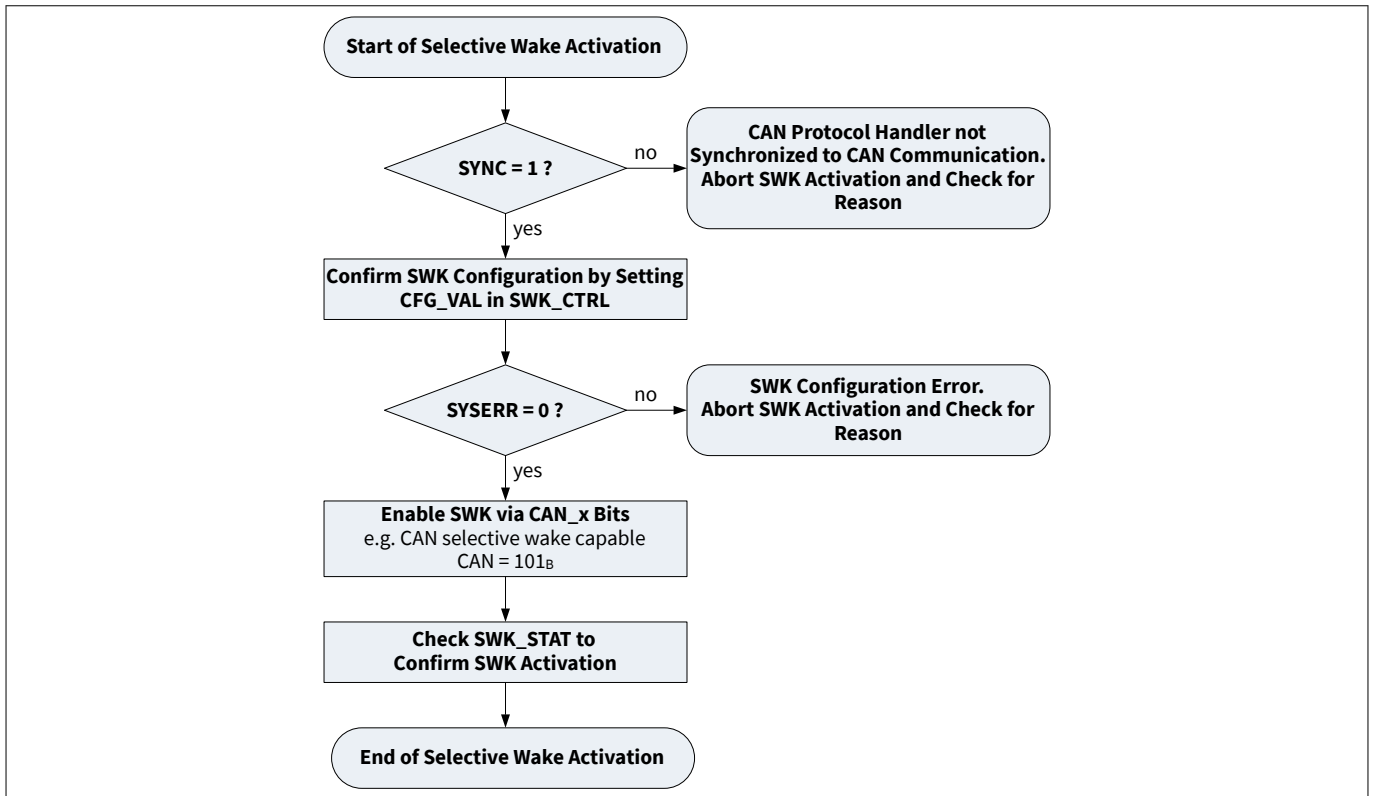 Start of Selective Wake Activation
SYNC = 1 ?
no
CAN Protocol Handler not
Synchronized to CAN Communication.
Abort SWK Activation and Check for
Reason
yes
Confirm SWK Configuration by Setting
CFG_VAL in SWK_CTRL
SYSERR = 0 ?
no
SWK Configuration Error.
Abort SWK Activation and Check for
Reason
yes
Enable SWK via CAN_x Bits
e.g. CAN selective wake capable
CAN = 101B
Check SWK_STAT to
Confirm SWK Activation
End of Selective Wake Activation